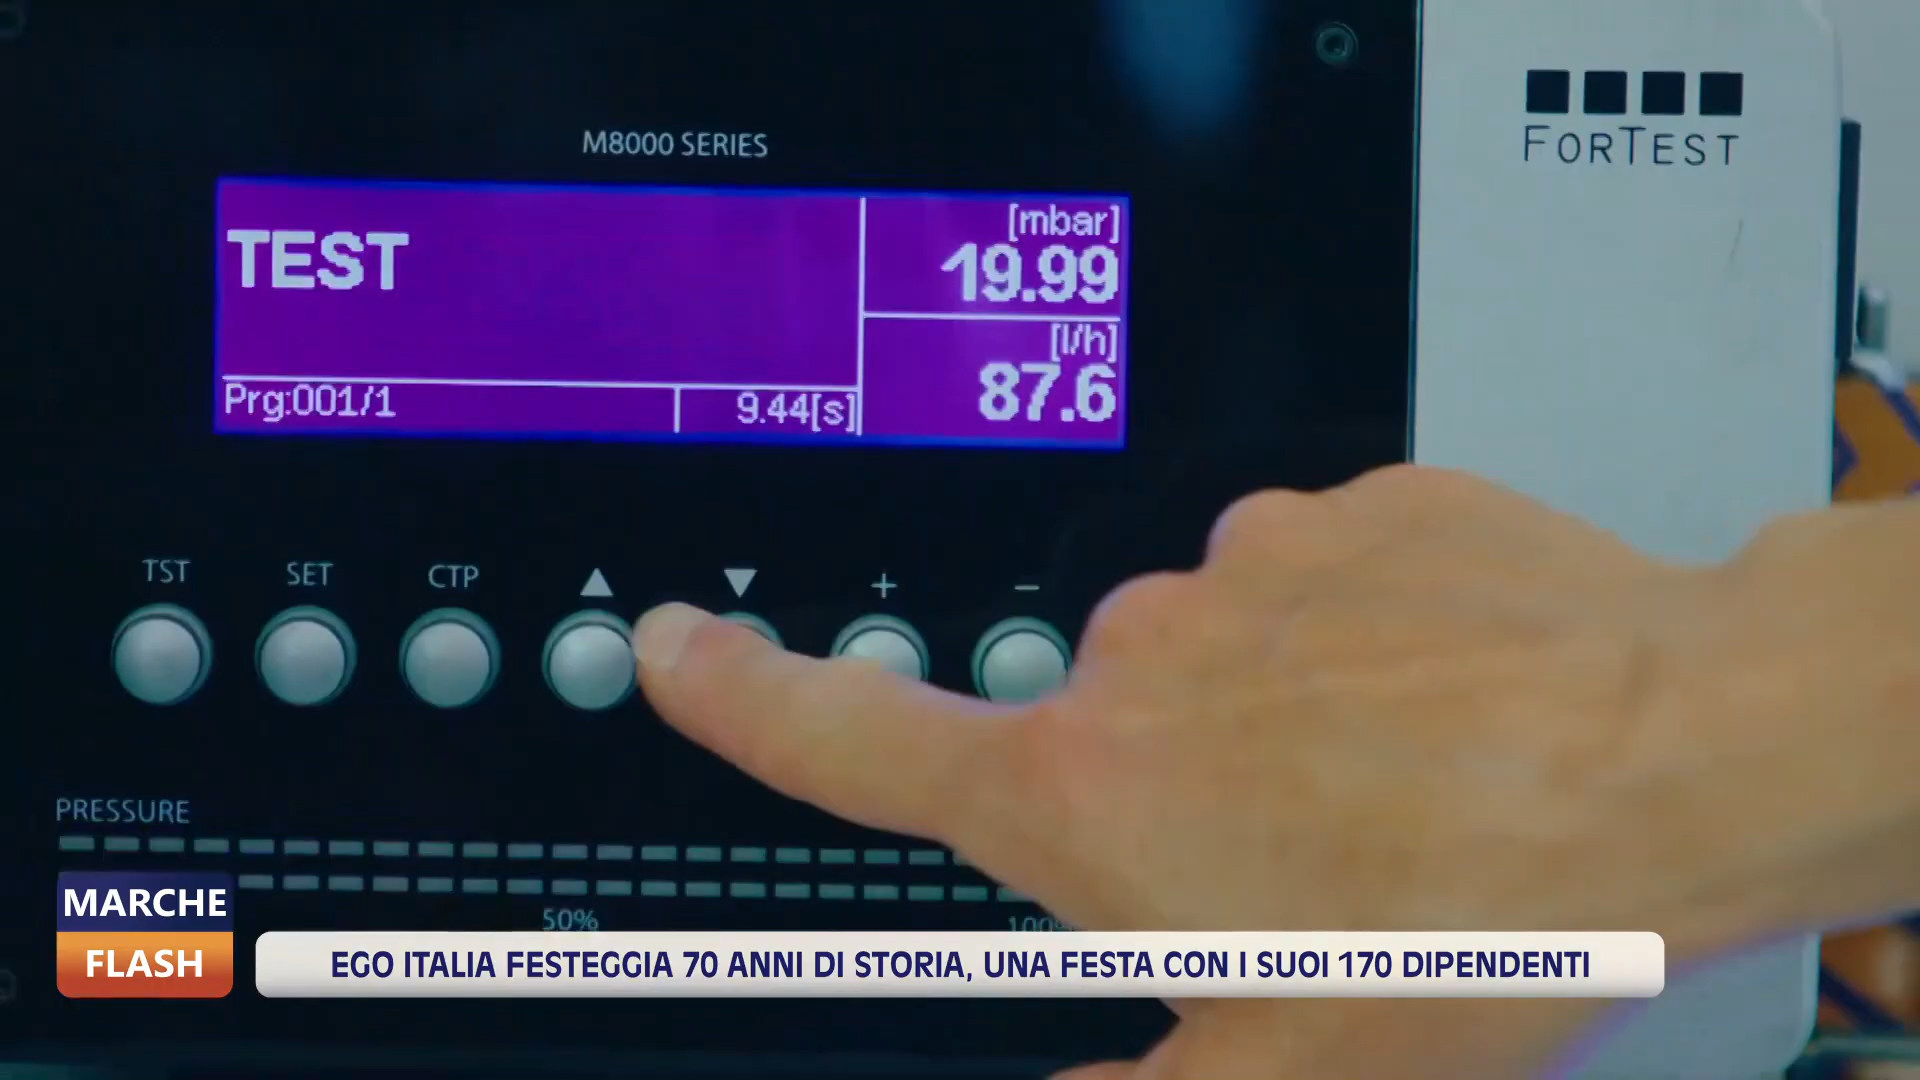 M8000 SERIES
FORTEST
TEST
[mbar]
19.99
[l/h]
87.6
Prg:001/1
9.44[s]
TST
SET
CTP
▲
▼
+
−
PRESSURE
50%
100%
MARCHE
FLASH
EGO ITALIA FESTEGGIA 70 ANNI DI STORIA, UNA FESTA CON I SUOI 170 DIPENDENTI